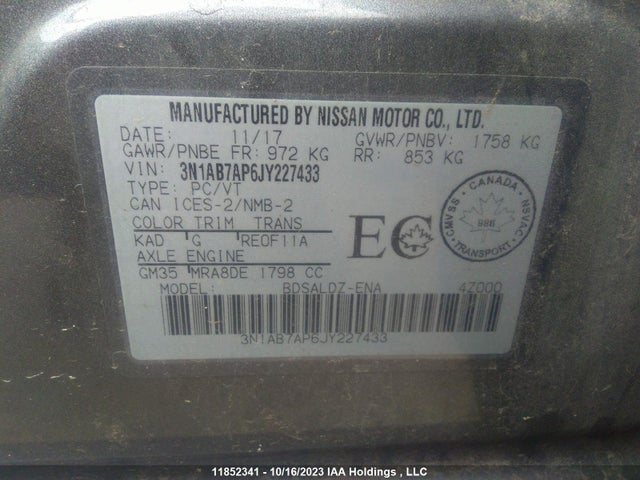 MANUFACTURED BY NISSAN MOTOR CO., LTD.
DATE: 11/17 GVWR/PNBV: 1758 KG
GAWR/PNBE FR: 972 KG RR: 853 KG
VIN: 3N1AB7AP6JY227433
TYPE: PC/VT
CAN ICES-2/NMB-2
COLOR TRIM TRANS
KAD G RE0F11A
AXLE ENGINE
GM35 MRA8DE 1798 CC
MODEL: BDSALDZ-ENA 4Z000
EC
CANADA
CMVSS NSVAC
986
TRANSPORT
3N1AB7AP6JY227433
11852341 - 10/16/2023 IAA Holdings , LLC